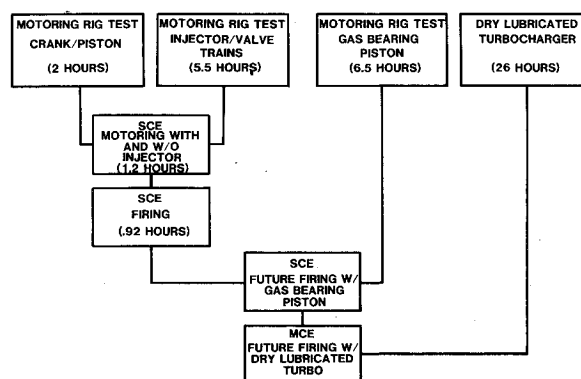 MOTORING RIG TEST
CRANK/PISTON
(2 HOURS)
MOTORING RIG TEST
INJECTOR/VALVE
TRAINS
(5.5 HOURS)
MOTORING RIG TEST
GAS BEARING
PISTON
(6.5 HOURS)
DRY LUBRICATED
TURBOCHARGER
(26 HOURS)
SCE
MOTORING WITH
AND W/O
INJECTOR
(1.2 HOURS)
SCE
FIRING
(.92 HOURS)
SCE
FUTURE FIRING W/
GAS BEARING
PISTON
MCE
FUTURE FIRING W/
DRY LUBRICATED
TURBO